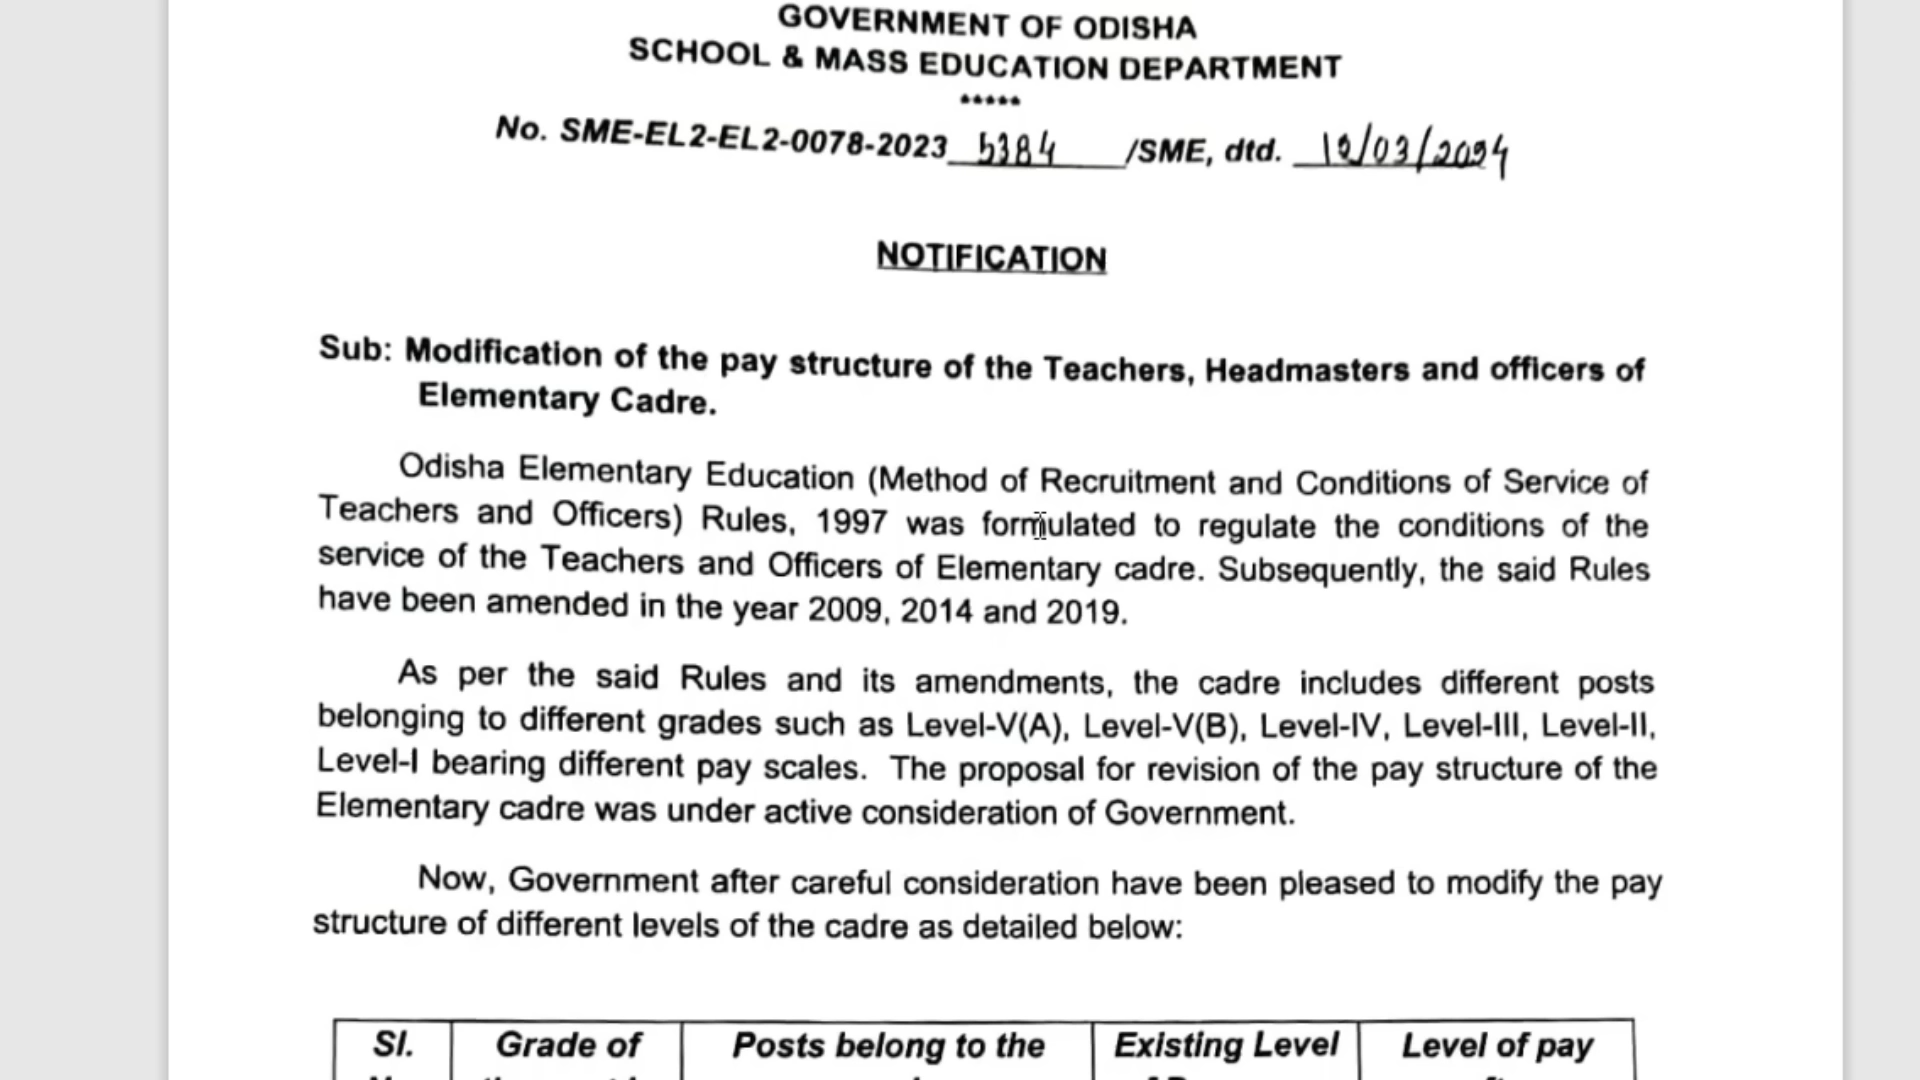 GOVERNMENT OF ODISHA
SCHOOL & MASS EDUCATION DEPARTMENT
*****
No. SME-EL2-EL2-0078-2023 5384 /SME, dtd.
NOTIFICATION
Sub: Modification of the pay structure of the Teachers, Headmasters and officers of
Elementary Cadre.
Odisha Elementary Education (Method of Recruitment and Conditions of Service of
Teachers and Officers) Rules, 1997 was formulated to regulate the conditions of the
service of the Teachers and Officers of Elementary cadre. Subsequently, the said Rules
have been amended in the year 2009, 2014 and 2019.
As per the said Rules and its amendments, the cadre includes different posts
belonging to different grades such as Level-V(A), Level-V(B), Level-IV, Level-III, Level-II,
Level-I bearing different pay scales. The proposal for revision of the pay structure of the
Elementary cadre was under active consideration of Government.
Now, Government after careful consideration have been pleased to modify the pay
structure of different levels of the cadre as detailed below:
Sl. Grade of Posts belong to the Existing Level Level of pay